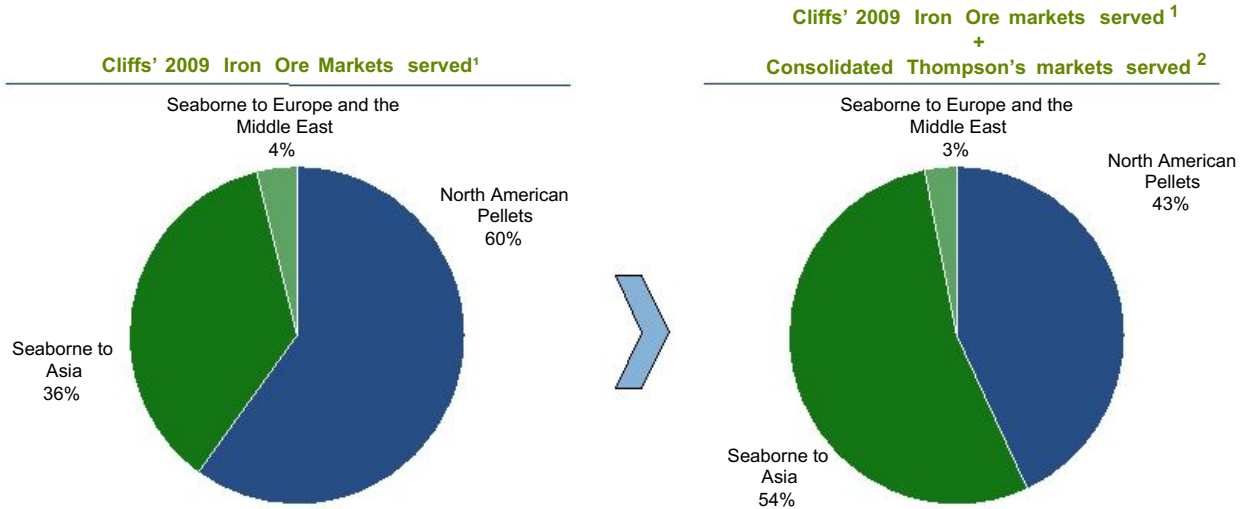 Cliffs' 2009 Iron Ore Markets served¹
Seaborne to Europe and the
Middle East
4%
North American
Pellets
60%
Seaborne to
Asia
36%
Cliffs' 2009 Iron Ore markets served ¹
+
Consolidated Thompson's markets served ²
Seaborne to Europe and the
Middle East
3%
North American
Pellets
43%
Seaborne to
Asia
54%